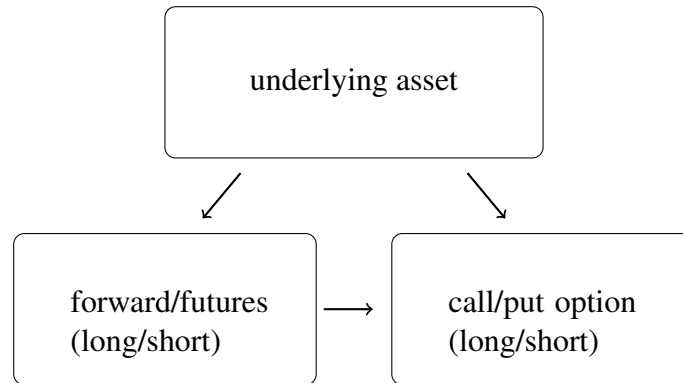 underlying asset
forward/futures
(long/short)
call/put option
(long/short)